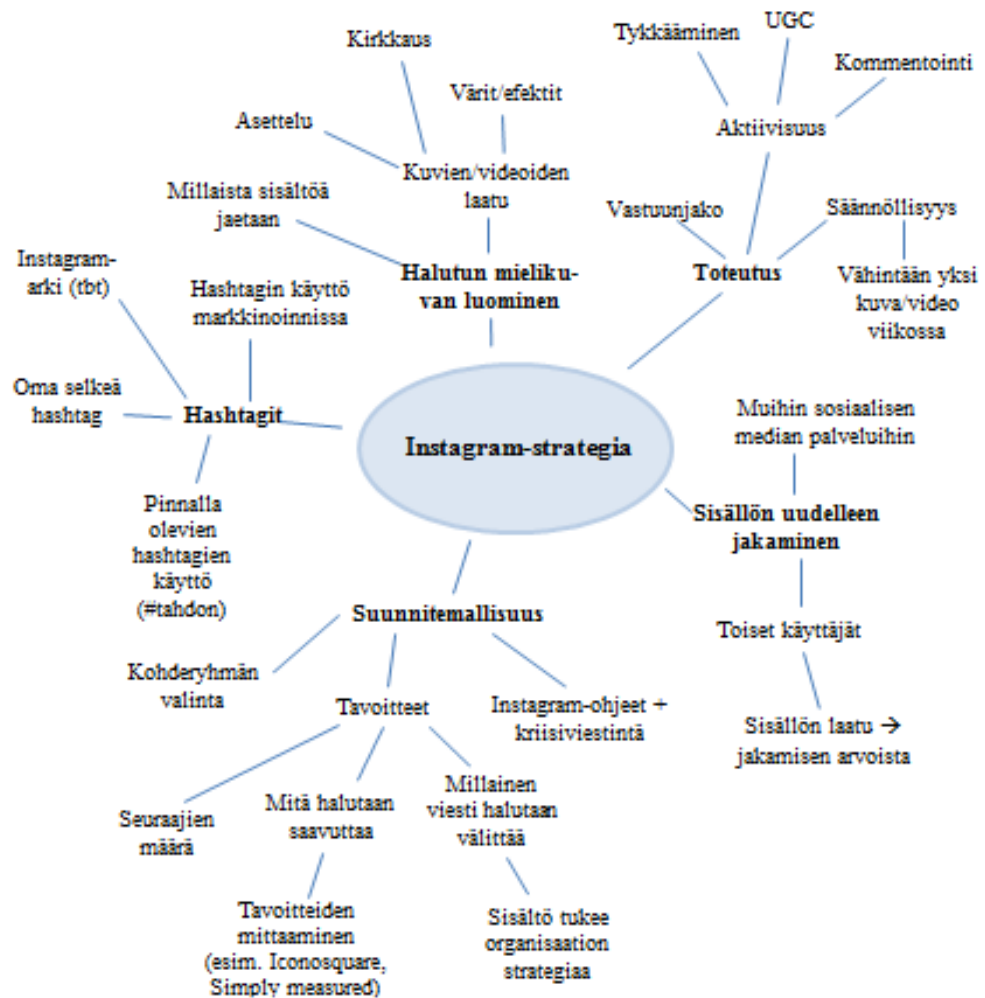 UGC
Tykkääminen
Kirkkaus
Kommentointi
Värit/efektit
Asettelu
Aktiivisuus
Kuvien/videoiden
laatu
Millaista sisältöä
jaetaan
Vastuunjako
Säännöllisyys
Instagram-
arki (tbt)
Hashtagin käyttö
markkinoinnissa
Halutun mieliku-
van luominen
Toteutus
Vähintään yksi
kuva/video
viikossa
Oma selkeä
hashtag
Hashtagit
Instagram-strategia
Muihin sosiaalisen
median palveluihin
Pinnalla
olevien
hashtagien
käyttö
(#tahdon)
Sisällön uudelleen
jakaminen
Suunnitemallisuus
Toiset käyttäjät
Kohderyhmän
valinta
Tavoitteet
Instagram-ohjeet +
kriisiviestintä
Sisällön laatu →
jakamisen arvoista
Seuraajien
määrä
Mitä halutaan
saavuttaa
Millainen
viesti halutaan
välittää
Tavoitteiden
mittaaminen
(esim. Iconosquare,
Simply measured)
Sisältö tukee
organisaation
strategiaa